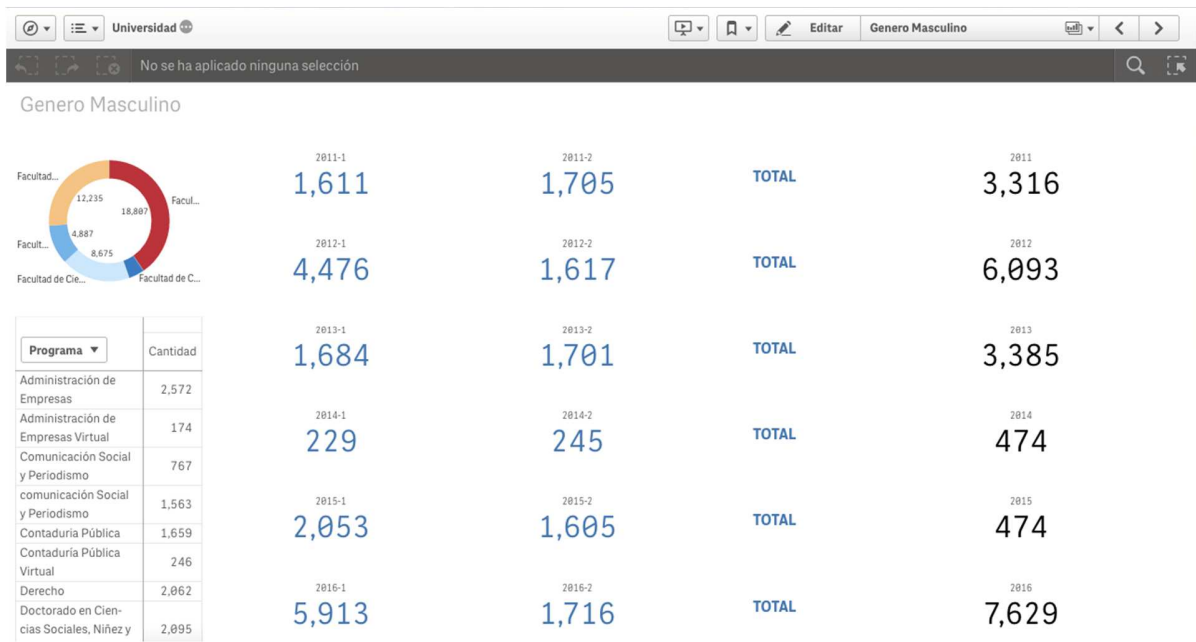 Universidad
Editar
Genero Masculino
No se ha aplicado ninguna selección
Genero Masculino
Facultad...
12,235
18,807
Facul...
4,887
Facult...
8,675
Facultad de Cie...
Facultad de C...
Programa
Cantidad
Administración de
Empresas
2,572
Administración de
Empresas Virtual
174
Comunicación Social
y Periodismo
767
comunicación Social
y Periodismo
1,563
Contaduría Pública
1,659
Contaduría Pública
Virtual
246
Derecho
2,062
Doctorado en Cien-
cias Sociales, Niñez y
2,095
2011-1
1,611
2011-2
1,705
TOTAL
2011
3,316
2012-1
4,476
2012-2
1,617
TOTAL
2012
6,093
2013-1
1,684
2013-2
1,701
TOTAL
2013
3,385
2014-1
229
2014-2
245
TOTAL
2014
474
2015-1
2,053
2015-2
1,605
TOTAL
2015
474
2016-1
5,913
2016-2
1,716
TOTAL
2016
7,629